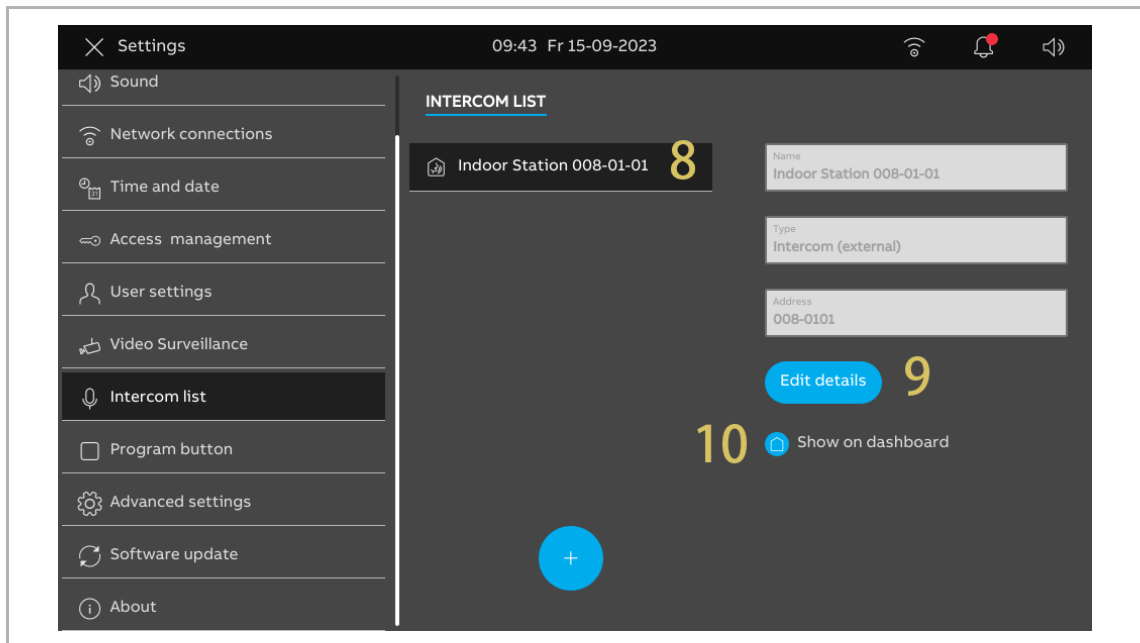 Settings
09:43 Fr 15-09-2023
Sound
Network connections
Time and date
31
Access management
User settings
Video Surveillance
Intercom list
Program button
Advanced settings
Software update
About
INTERCOM LIST
Indoor Station 008-01-01
8
Name
Indoor Station 008-01-01
Type
Intercom (external)
Address
008-0101
Edit details
9
10
Show on dashboard
+